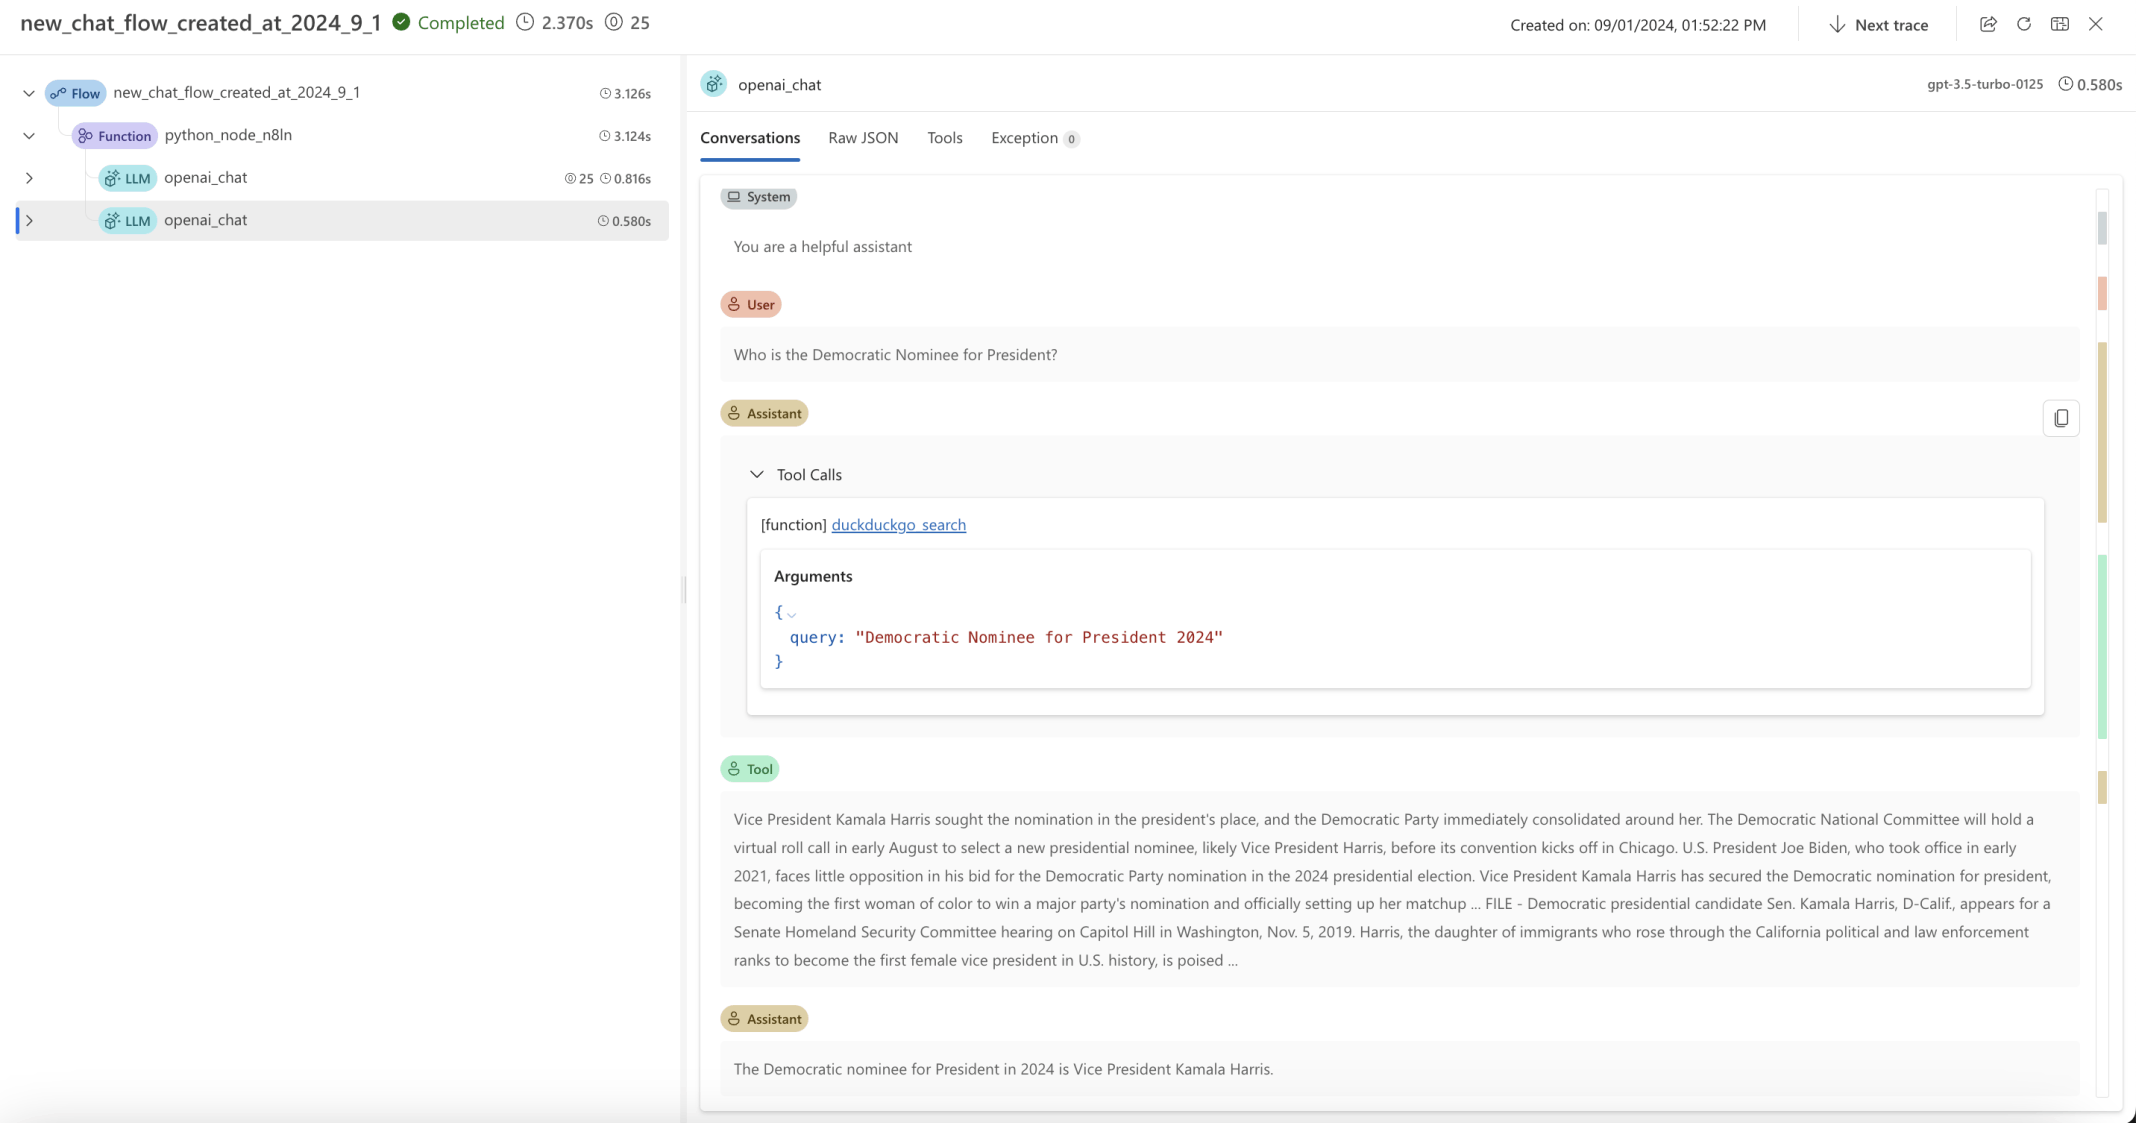 new_chat_flow_created_at_2024_9_1 Completed 2.370s 25
Created on: 09/01/2024, 01:52:22 PM Next trace
Flow new_chat_flow_created_at_2024_9_1 3.126s
Function python_node_n8ln 3.124s
LLM openai_chat 25 0.816s
LLM openai_chat 0.580s
openai_chat gpt-3.5-turbo-0125 0.580s
Conversations Raw JSON Tools Exception 0
System
You are a helpful assistant
User
Who is the Democratic Nominee for President?
Assistant
Tool Calls
[function] duckduckgo_search
Arguments
{
query: "Democratic Nominee for President 2024"
}
Tool
Vice President Kamala Harris sought the nomination in the president's place, and the Democratic Party immediately consolidated around her. The Democratic National Committee will hold a
virtual roll call in early August to select a new presidential nominee, likely Vice President Harris, before its convention kicks off in Chicago. U.S. President Joe Biden, who took office in early
2021, faces little opposition in his bid for the Democratic Party nomination in the 2024 presidential election. Vice President Kamala Harris has secured the Democratic nomination for president,
becoming the first woman of color to win a major party's nomination and officially setting up her matchup ... FILE - Democratic presidential candidate Sen. Kamala Harris, D-Calif., appears for a
Senate Homeland Security Committee hearing on Capitol Hill in Washington, Nov. 5, 2019. Harris, the daughter of immigrants who rose through the California political and law enforcement
ranks to become the first female vice president in U.S. history, is poised ...
Assistant
The Democratic nominee for President in 2024 is Vice President Kamala Harris.